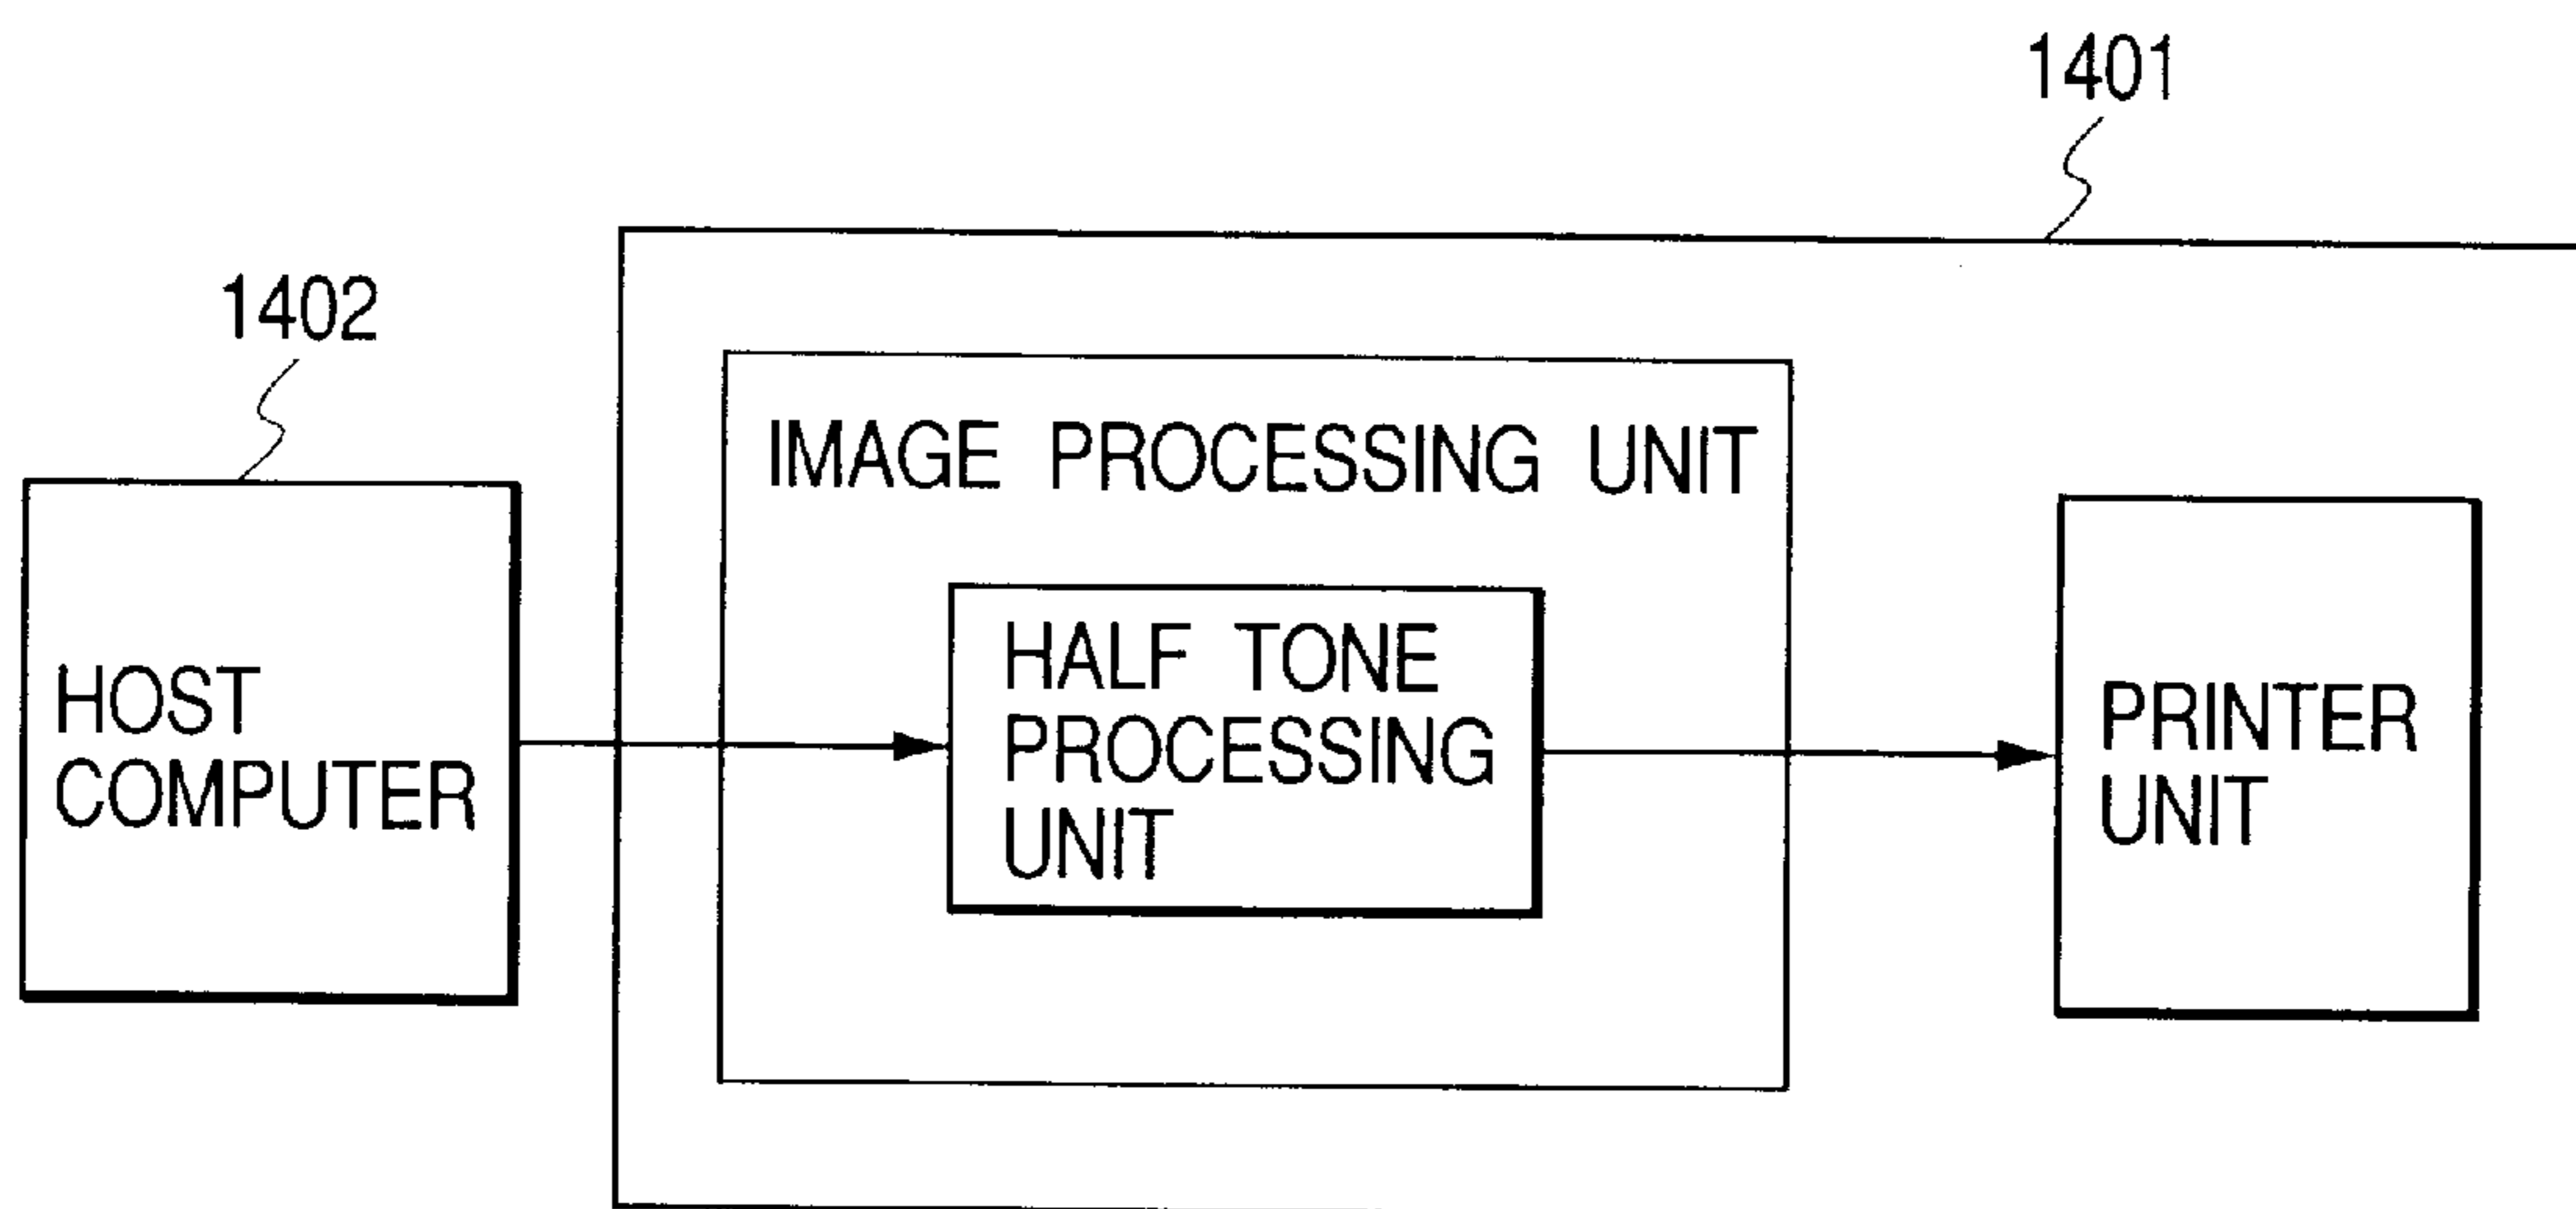 1401
1402
IMAGE PROCESSING UNIT
HOST
COMPUTER
HALF TONE
PROCESSING
UNIT
PRINTER
UNIT